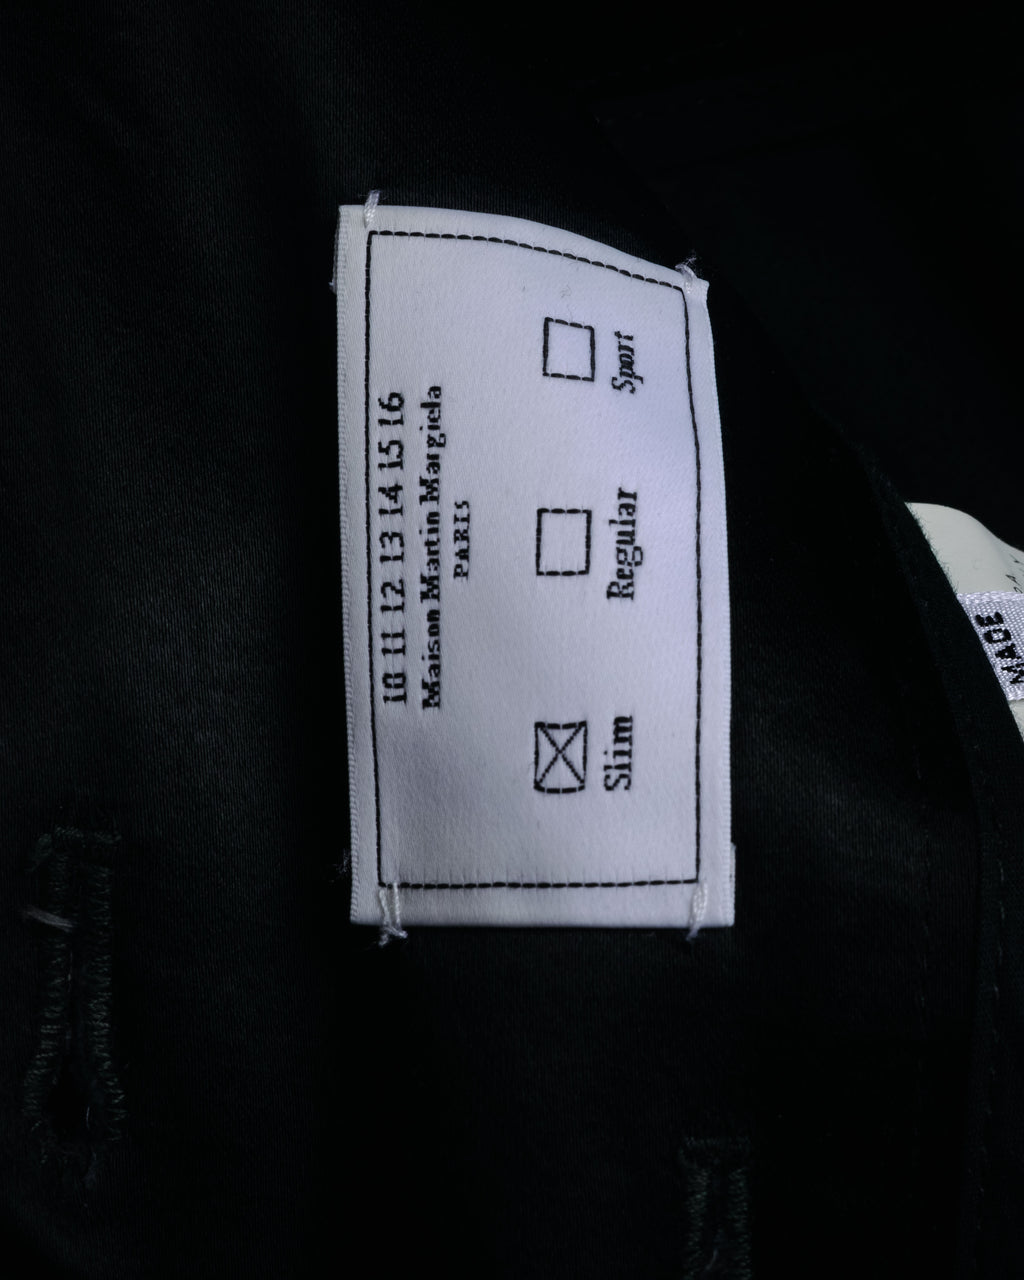 10 11 12 13 14 15 16
Maison Martin Margiela
PARIS
Slim Regular Sport
MADE